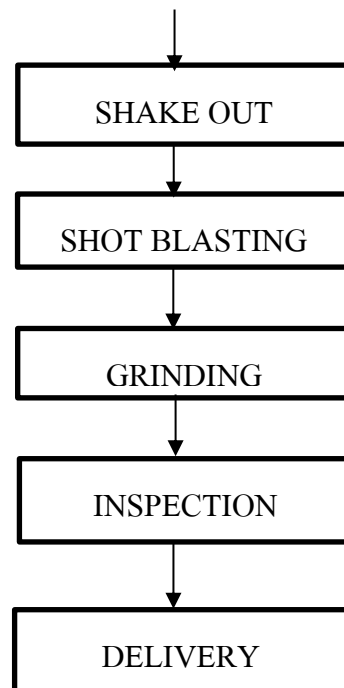 SHAKE OUT
SHOT BLASTING
GRINDING
INSPECTION
DELIVERY